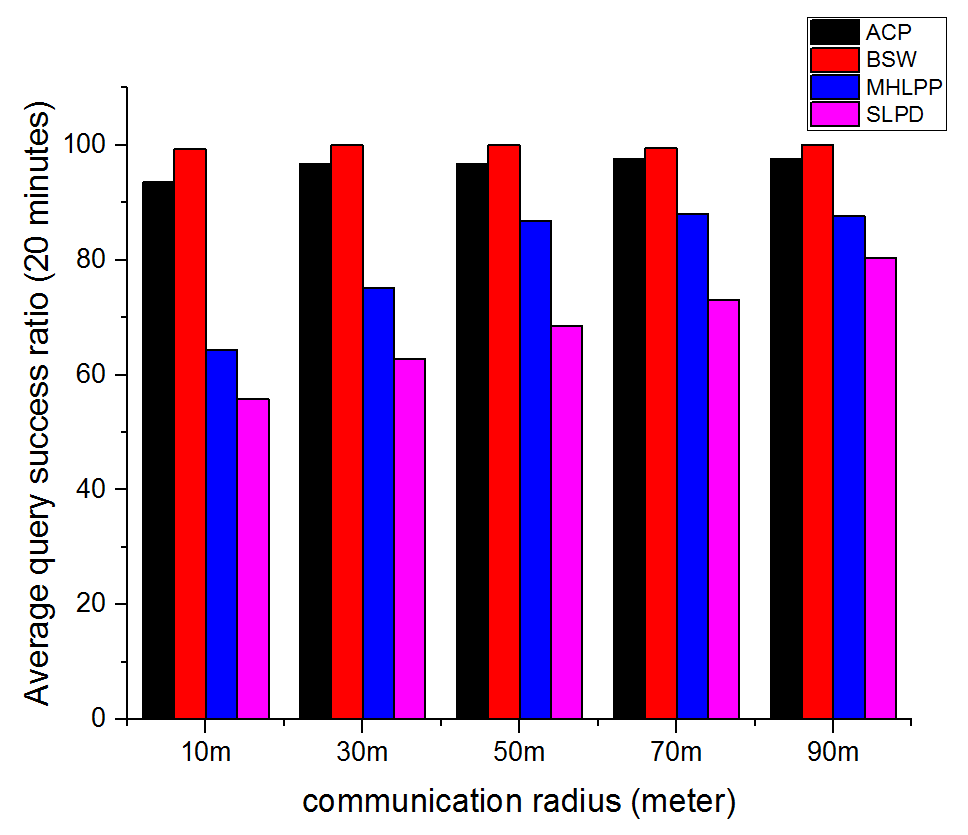 ACP
BSW
MHLPP
SLPD
Average query success ratio (20 minutes)
100
80
60
40
20
0
10m 30m 50m 70m 90m
communication radius (meter)